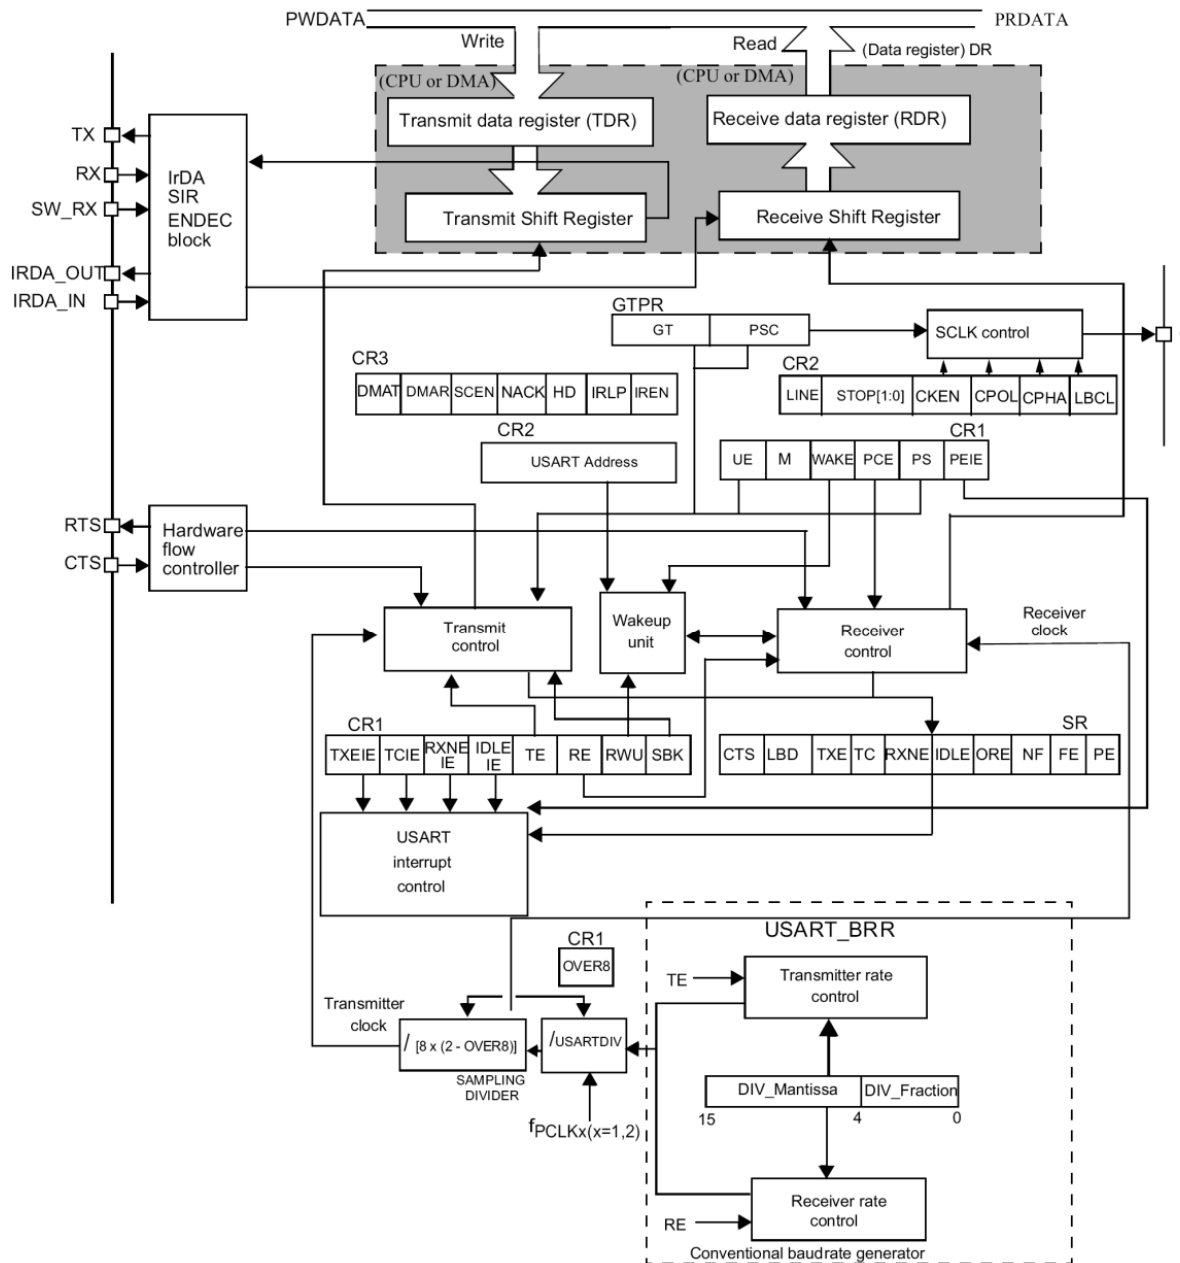 PWDATA
PRDATA
Write
Read
(Data register) DR
(CPU or DMA)
(CPU or DMA)
TX
Transmit data register (TDR)
Receive data register (RDR)
RX
IrDA
SIR
ENDEC
block
SW_RX
Transmit Shift Register
Receive Shift Register
IRDA_OUT
IRDA_IN
GTPR
GT
PSC
SCLK control
CR3
CR2
DMAT
DMAR
SCEN
NACK
HD
IRLP
IREN
LINE
STOP[1:0]
CKEN
CPOL
CPHA
LBCL
CR2
CR1
USART Address
UE
M
WAKE
PCE
PS
PEIE
RTS
Hardware
flow
controller
CTS
Transmit
control
Wakeup
unit
Receiver
control
Receiver
clock
CR1
SR
TXEIE
TCIE
RXNE
IE
IDLE
IE
TE
RE
RWU
SBK
CTS
LBD
TXE
TC
RXNE
IDLE
ORE
NF
FE
PE
USART
interrupt
control
USART_BRR
CR1
OVER8
TE
Transmitter rate
control
Transmitter
clock
/ [8 x (2 - OVER8)]
/USARTDIV
SAMPLING
DIVIDER
DIV_Mantissa
DIV_Fraction
15
4
0
fPCLKx(x=1,2)
Receiver rate
control
RE
Conventional baudrate generator